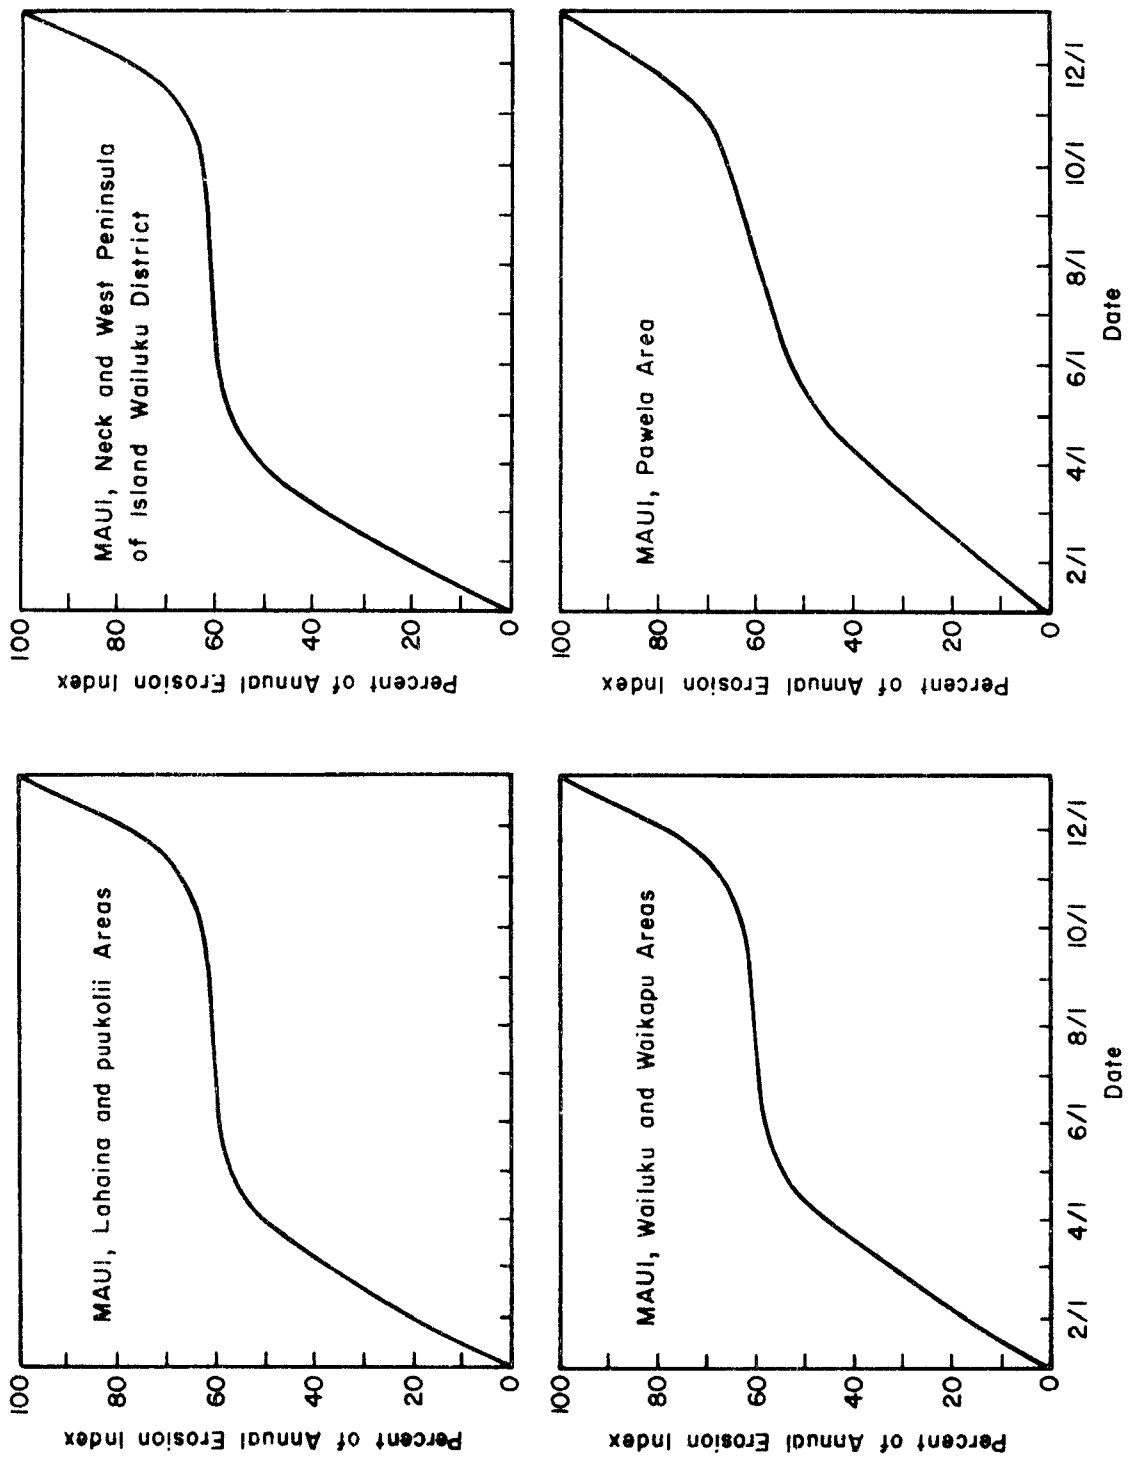 Percent of Annual Erosion Index
100
80
60
40
20
0
MAUI, Lahaina and puukolii Areas
Percent of Annual Erosion Index
100
80
60
40
20
0
MAUI, Neck and West Peninsula
of Island Wailuku District
Percent of Annual Erosion Index
100
80
60
40
20
0
MAUI, Wailuku and Waikapu Areas
2/1 4/1 6/1 8/1 10/1 12/1
Date
Percent of Annual Erosion Index
100
80
60
40
20
0
MAUI, Pawela Area
2/1 4/1 6/1 8/1 10/1 12/1
Date